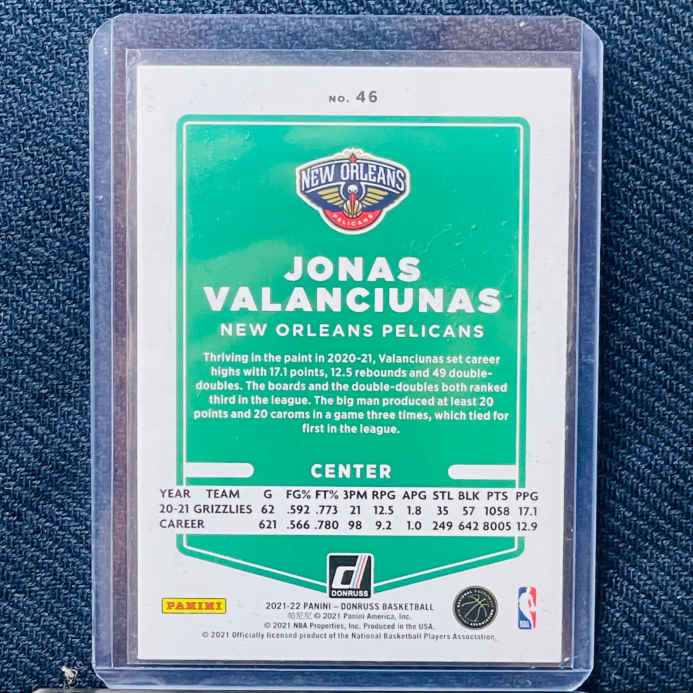 NO. 46
NEW ORLEANS
PELICANS
JONAS
VALANCIUNAS
NEW ORLEANS PELICANS
Thriving in the paint in 2020-21, Valanciunas set career
highs with 17.1 points, 12.5 rebounds and 49 double-
doubles. The boards and the double-doubles both ranked
third in the league. The big man produced at least 20
points and 20 caroms in a game three times, which tied for
first in the league.
CENTER
YEAR TEAM G FG% FT% 3PM RPG APG STL BLK PTS PPG
20-21 GRIZZLIES 62 .592 .773 21 12.5 1.8 35 57 1058 17.1
CAREER 621 .566 .780 98 9.2 1.0 249 642 8005 12.9
d
DONRUSS
PANINI
2021-22 PANINI – DONRUSS BASKETBALL
帕尼尼 © 2021 Panini America, Inc.
© 2021 NBA Properties, Inc. Produced in the USA.
© 2021 Officially licensed product of the National Basketball Players Association.
NBA